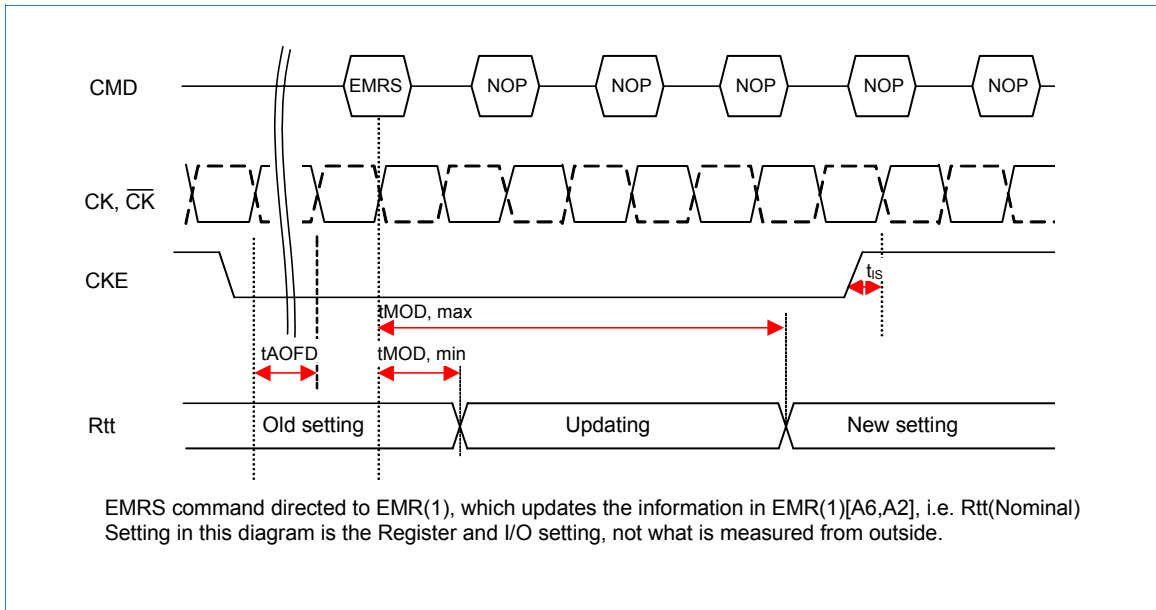 CMD
EMRS NOP NOP NOP NOP NOP
CK, C̅K̅
CKE
tIS
tMOD, max
tAOFD tMOD, min
Rtt Old setting Updating New setting
EMRS command directed to EMR(1), which updates the information in EMR(1)[A6,A2], i.e. Rtt(Nominal)
Setting in this diagram is the Register and I/O setting, not what is measured from outside.